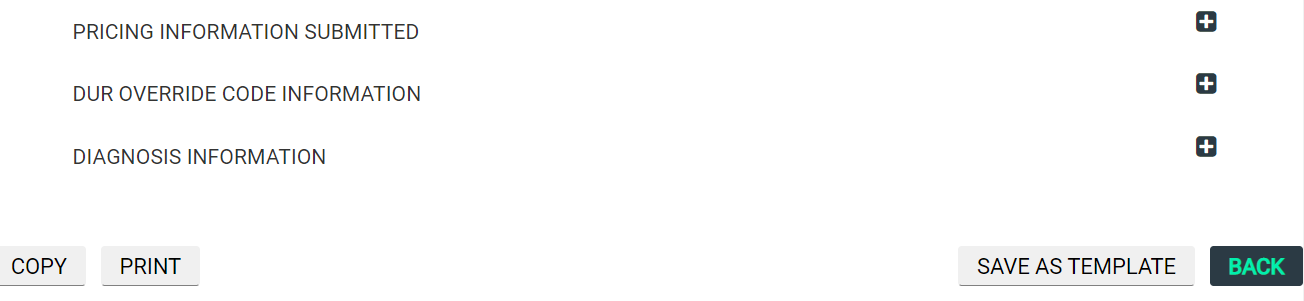 PRICING INFORMATION SUBMITTED
DUR OVERRIDE CODE INFORMATION
DIAGNOSIS INFORMATION
COPY PRINT SAVE AS TEMPLATE BACK